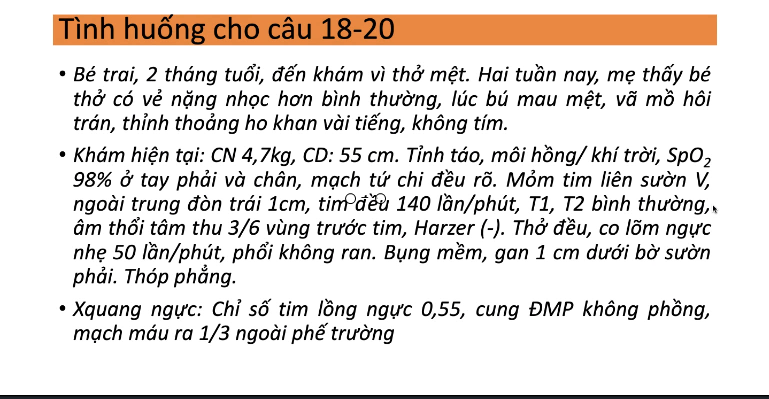 Tình huống cho câu 18-20
• Bé trai, 2 tháng tuổi, đến khám vì thở mệt. Hai tuần nay, mẹ thấy bé
thở có vẻ nặng nhọc hơn bình thường, lúc bú mau mệt, vã mồ hôi
trán, thỉnh thoảng ho khan vài tiếng, không tím.
• Khám hiện tại: CN 4,7kg, CD: 55 cm. Tỉnh táo, môi hồng/ khí trời, SpO₂
98% ở tay phải và chân, mạch tứ chi đều rõ. Mỏm tim liên sườn V,
ngoài trung đòn trái 1cm, tim đều 140 lần/phút, T1, T2 bình thường,
âm thổi tâm thu 3/6 vùng trước tim, Harzer (-). Thở đều, co lõm ngực
nhẹ 50 lần/phút, phổi không ran. Bụng mềm, gan 1 cm dưới bờ sườn
phải. Thóp phẳng.
• Xquang ngực: Chỉ số tim lồng ngực 0,55, cung ĐMP không phồng,
mạch máu ra 1/3 ngoài phế trường